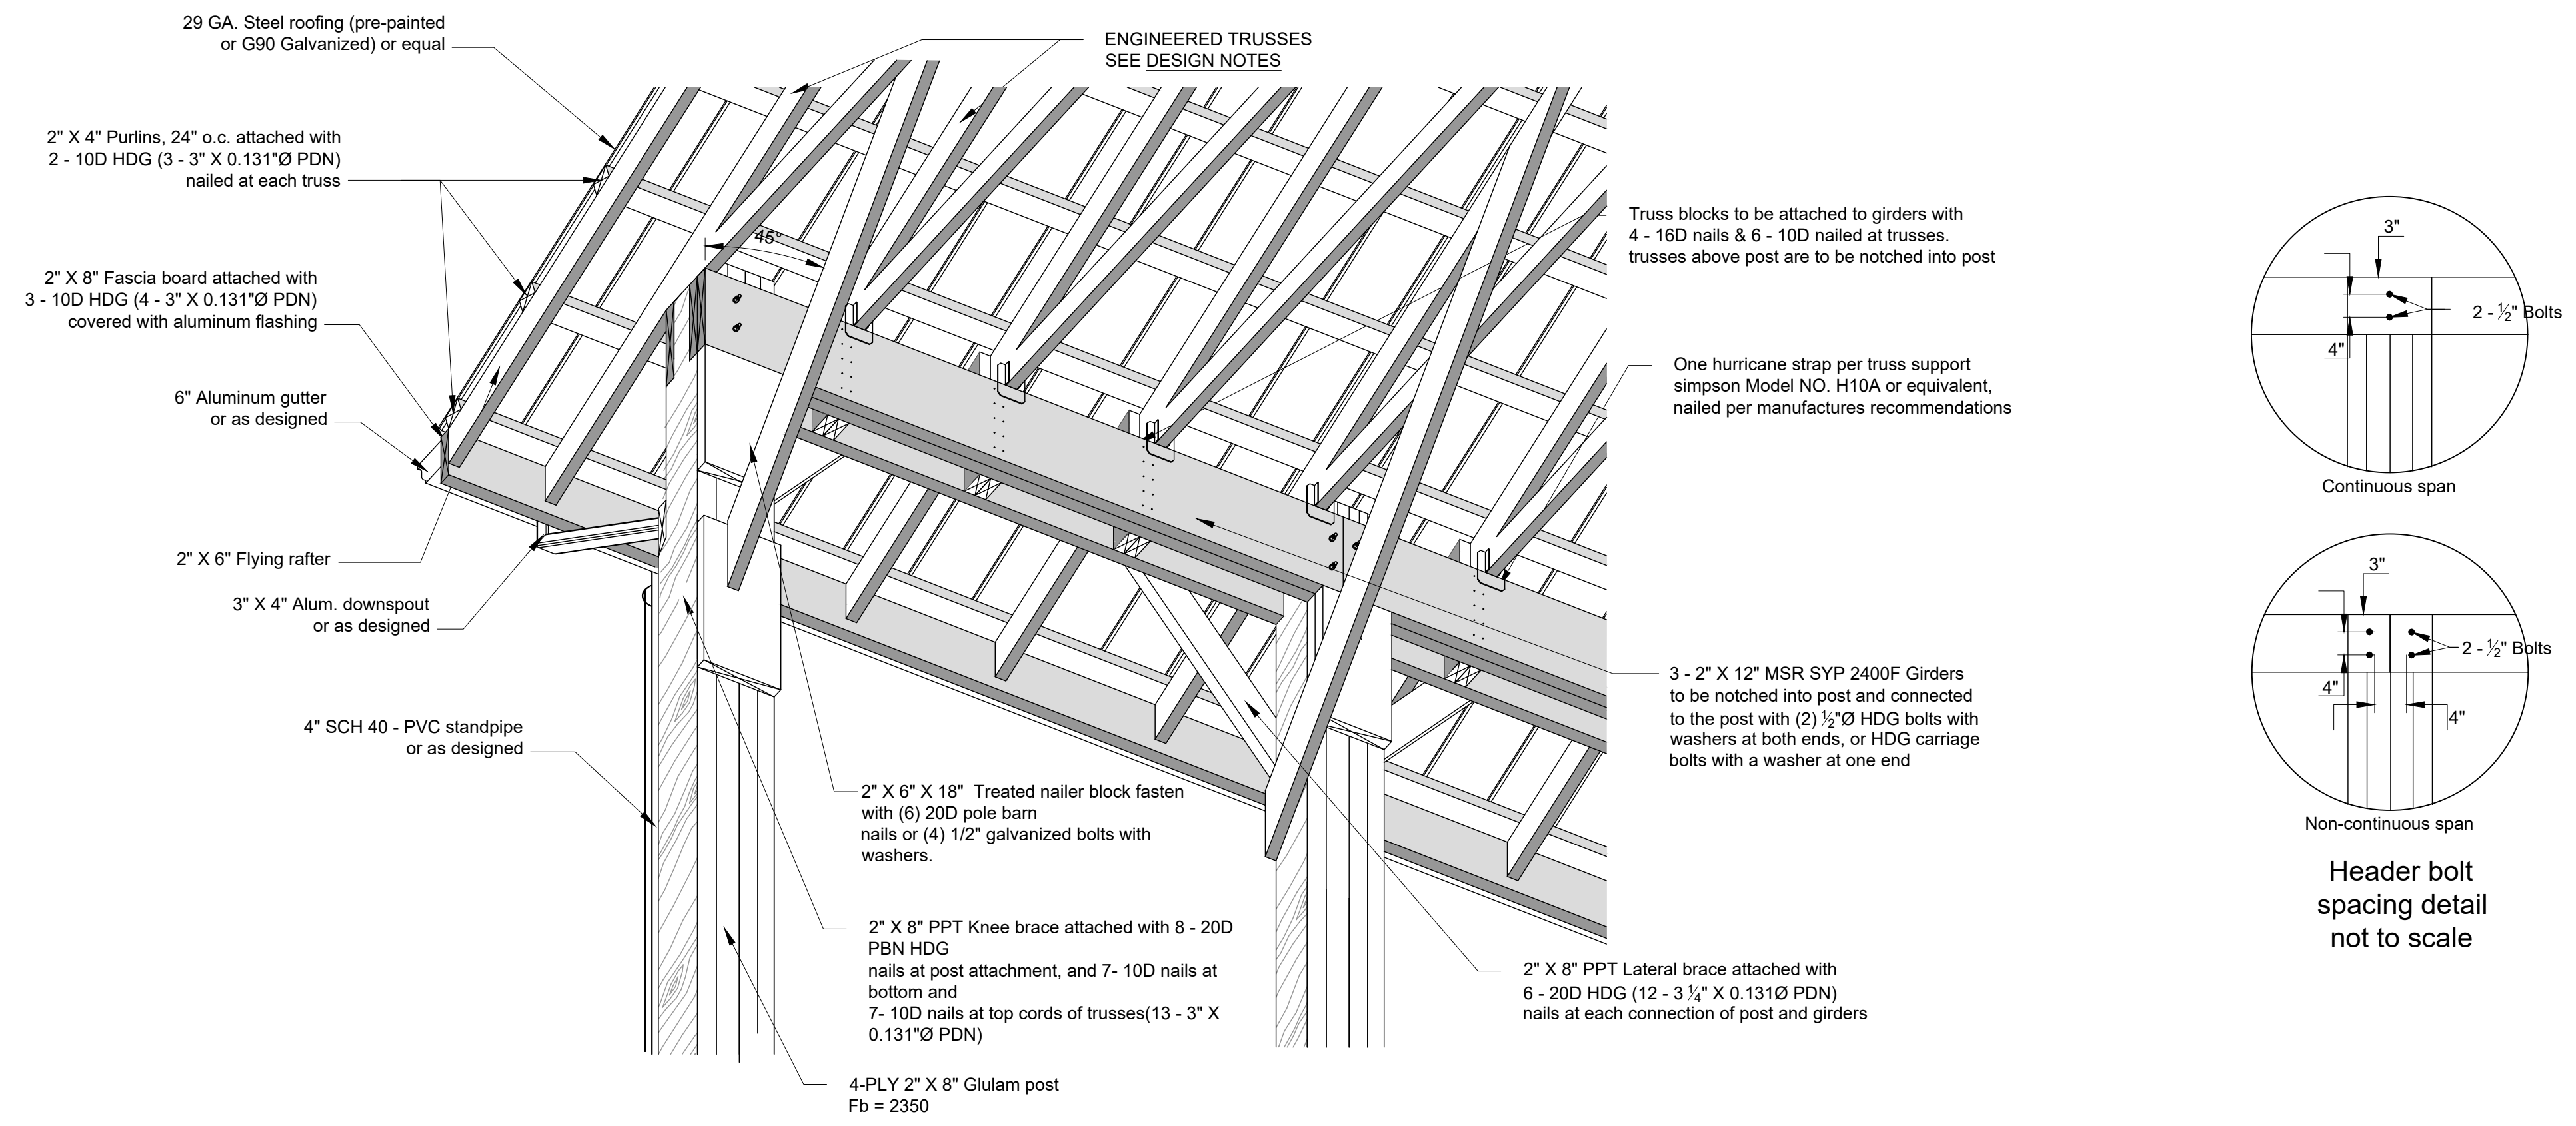 29 GA. Steel roofing (pre-painted
or G90 Galvanized) or equal
ENGINEERED TRUSSES
SEE DESIGN NOTES
2" X 4" Purlins, 24" o.c. attached with
2 - 10D HDG (3 - 3" X 0.131"Ø PDN)
nailed at each truss
2" X 8" Fascia board attached with
3 - 10D HDG (4 - 3" X 0.131"Ø PDN)
covered with aluminum flashing
6" Aluminum gutter
or as designed
2" X 6" Flying rafter
3" X 4" Alum. downspout
or as designed
4" SCH 40 - PVC standpipe
or as designed
45°
Truss blocks to be attached to girders with
4 - 16D nails & 6 - 10D nailed at trusses.
trusses above post are to be notched into post
One hurricane strap per truss support
simpson Model NO. H10A or equivalent,
nailed per manufactures recommendations
3 - 2" X 12" MSR SYP 2400F Girders
to be notched into post and connected
to the post with (2) ½"Ø HDG bolts with
washers at both ends, or HDG carriage
bolts with a washer at one end
2" X 6" X 18" Treated nailer block fasten
with (6) 20D pole barn
nails or (4) 1/2" galvanized bolts with
washers.
2" X 8" PPT Knee brace attached with 8 - 20D
PBN HDG
nails at post attachment, and 7- 10D nails at
bottom and
7- 10D nails at top cords of trusses(13 - 3" X
0.131"Ø PDN)
4-PLY 2" X 8" Glulam post
Fb = 2350
2" X 8" PPT Lateral brace attached with
6 - 20D HDG (12 - 3 ¼" X 0.131Ø PDN)
nails at each connection of post and girders
3"
2 - ½" Bolts
4"
Continuous span
3"
2 - ½" Bolts
4"
4"
Non-continuous span
Header bolt
spacing detail
not to scale